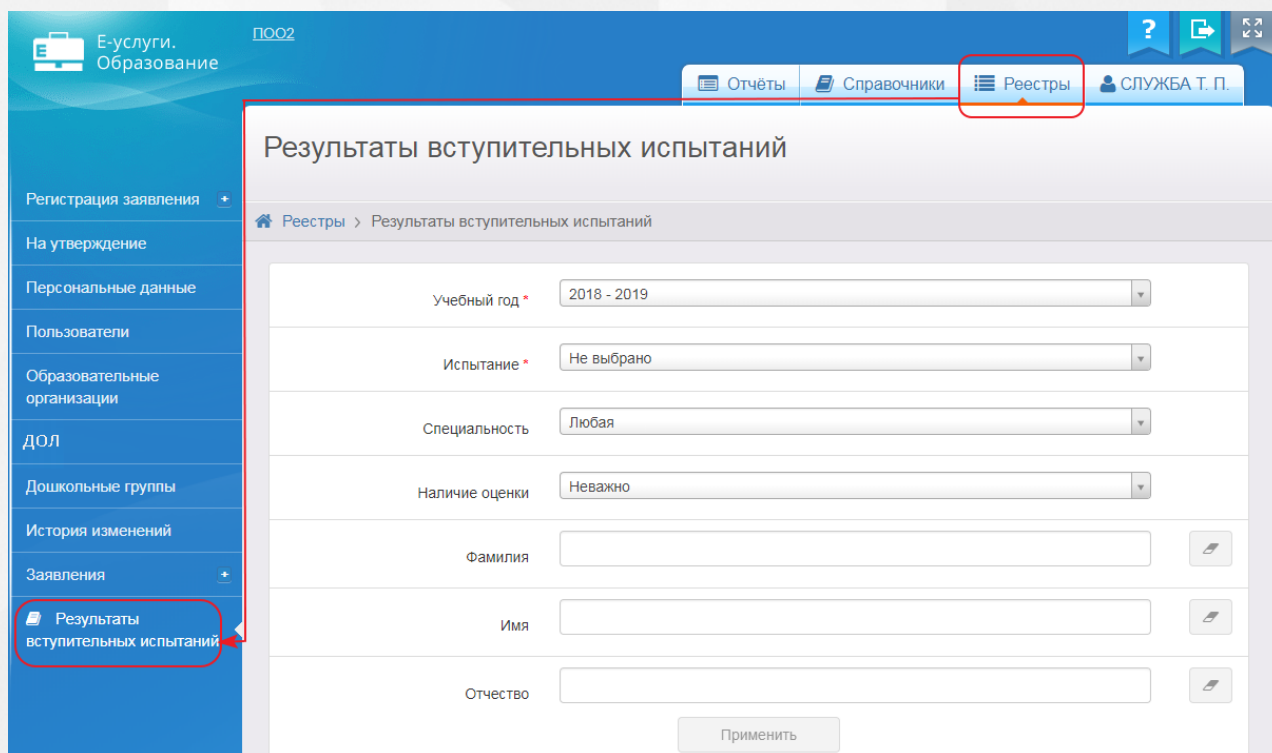 Е-услуги.
Образование
ПОО2
?
Отчёты
Справочники
Реестры
СЛУЖБА Т. П.
Результаты вступительных испытаний
Реестры > Результаты вступительных испытаний
Регистрация заявления +
На утверждение
Персональные данные
Пользователи
Образовательные
организации
ДОЛ
Дошкольные группы
История изменений
Заявления +
Результаты
вступительных испытаний
Учебный год * 2018 - 2019
Испытание * Не выбрано
Специальность Любая
Наличие оценки Неважно
Фамилия
Имя
Отчество
Применить